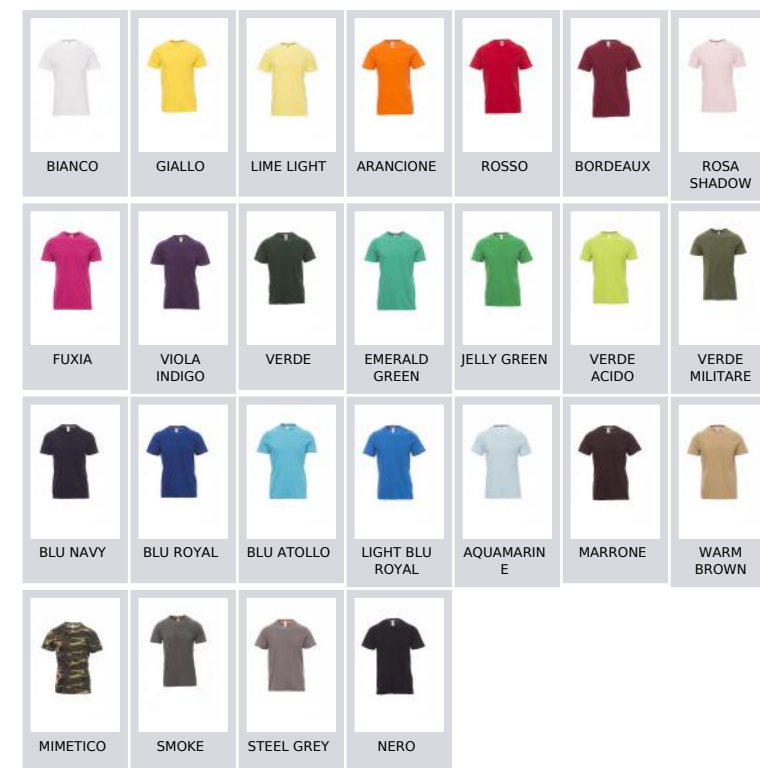 BIANCO
GIALLO
LIME LIGHT
ARANCIONE
ROSSO
BORDEAUX
ROSA
SHADOW
FUXIA
VIOLA
INDIGO
VERDE
EMERALD
GREEN
JELLY GREEN
VERDE
ACIDO
VERDE
MILITARE
BLU NAVY
BLU ROYAL
BLU ATOLLO
LIGHT BLU
ROYAL
AQUAMARIN
E
MARRONE
WARM
BROWN
MIMETICO
SMOKE
STEEL GREY
NERO